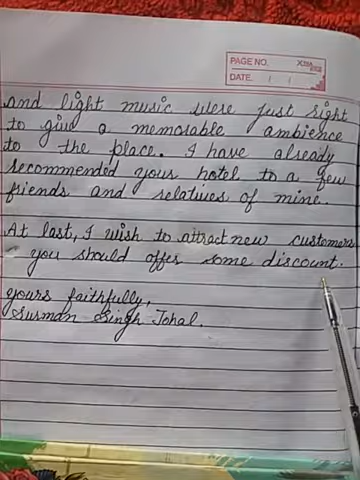 PAGE NO.
DATE. / /
and light music were just right
to give a memorable ambience
to the place. I have already
recommended your hotel to a few
friends and relatives of mine.
At last, I wish to attract new customers
you should offer some discount.
yours faithfully,
Singh Johal.